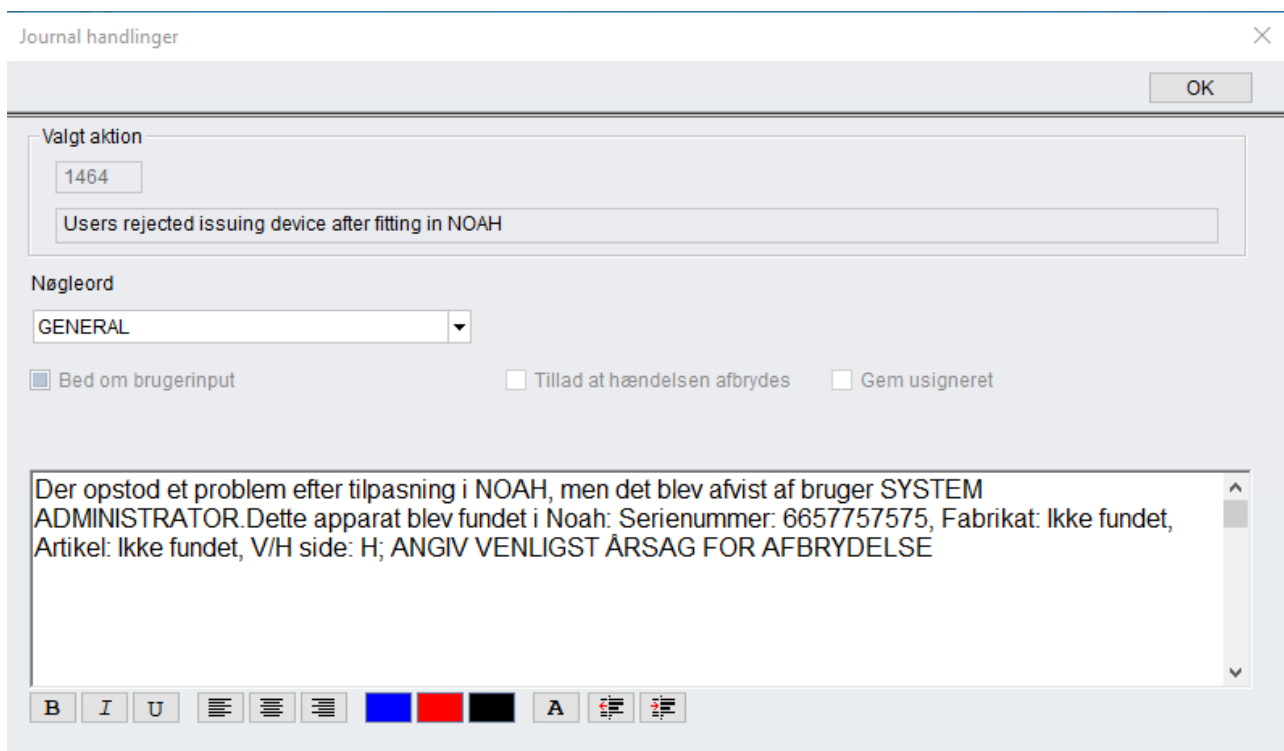 Journal handlinger
OK
Valgt aktion
1464
Users rejected issuing device after fitting in NOAH
Nøgleord
GENERAL
Bed om brugerinput Tillad at hændelsen afbrydes Gem usigneret
Der opstod et problem efter tilpasning i NOAH, men det blev afvist af bruger SYSTEM
ADMINISTRATOR.Dette apparat blev fundet i Noah: Serienummer: 6657757575, Fabrikat: Ikke fundet,
Artikel: Ikke fundet, V/H side: H; ANGIV VENLIGST ÅRSAG FOR AFBRYDELSE
B I U A